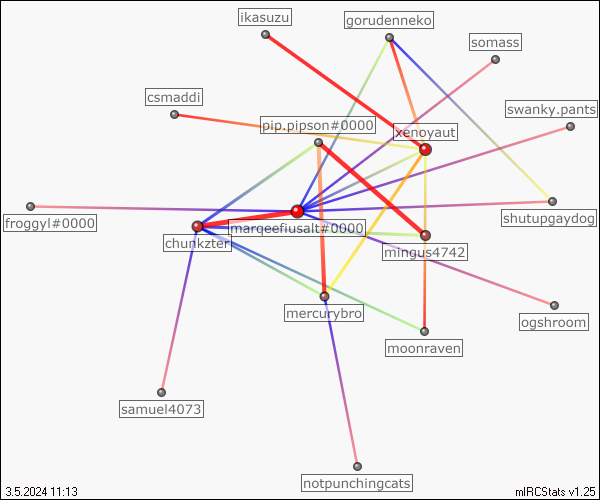 ikasuzu
gorudenneko
somass
csmaddi
swanky.pants
pip.pipson#0000
xenoyaut
froggyl#0000
marqeefiusalt#0000
shutupgaydog
chunkzter
mingus4742
mercurybro
ogshroom
moonraven
samuel4073
notpunchingcats
3.5.2024 11:13
mIRCStats v1.25